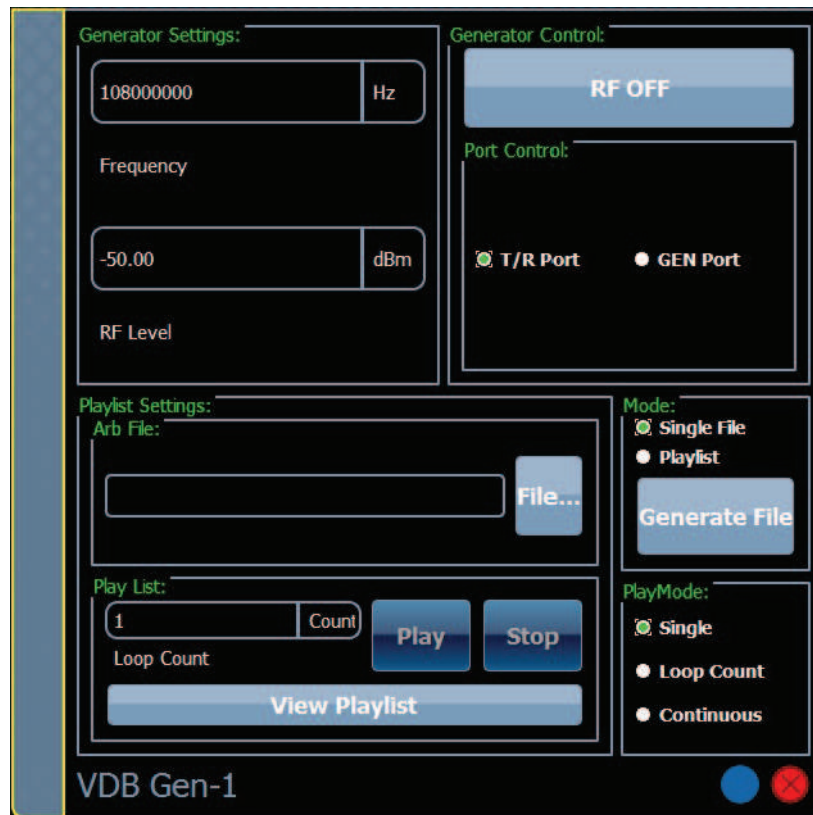 Generator Settings:
108000000 Hz
Frequency
-50.00 dBm
RF Level
Generator Control:
RF OFF
Port Control:
T/R Port GEN Port
Playlist Settings:
Arb File:
File...
Play List:
1 Count
Loop Count
Play Stop
View Playlist
Mode:
Single File
Playlist
Generate File
PlayMode:
Single
Loop Count
Continuous
VDB Gen-1